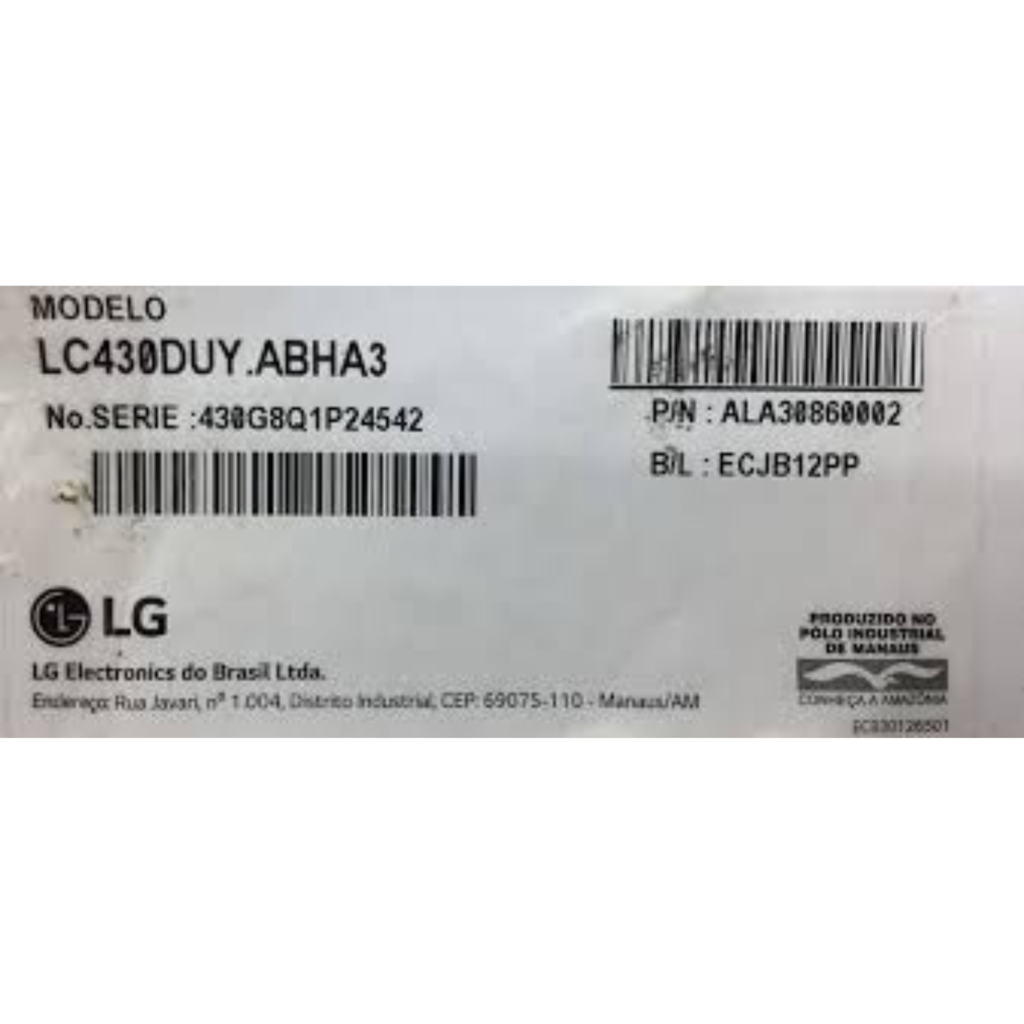 MODELO
LC430DUY.ABHA3
No.SERIE :430G8Q1P24542
P/N : ALA30860002
B/L : ECJB12PP
LG
LG Electronics do Brasil Ltda.
Endereço: Rua Javari, nº 1.004, Distrito Industrial, CEP: 69075-110 - Manaus/AM
PRODUZIDO NO
PÓLO INDUSTRIAL
DE MANAUS
CONHEÇA A AMAZÔNIA